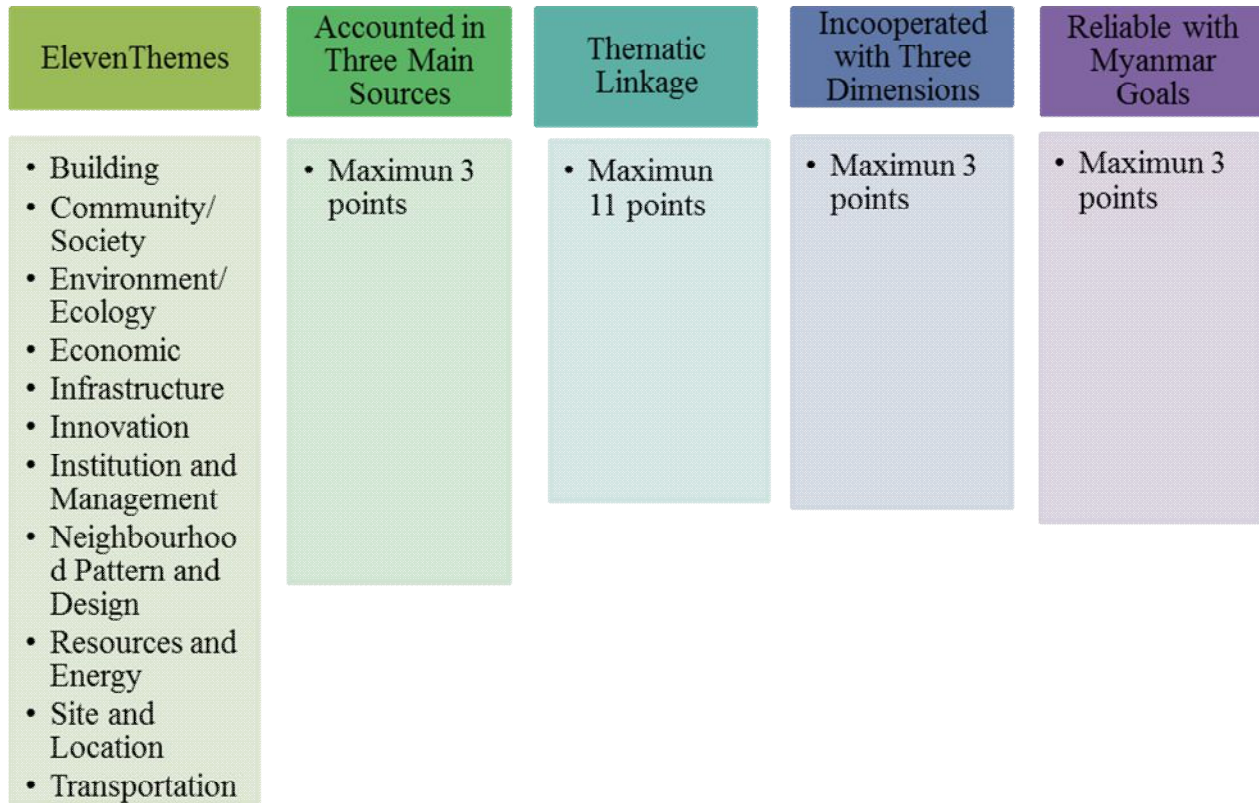 ElevenThemes
• Building
• Community/
Society
• Environment/
Ecology
• Economic
• Infrastructure
• Innovation
• Institution and
Management
• Neighbourhoo
d Pattern and
Design
• Resources and
Energy
• Site and
Location
• Transportation
Accounted in
Three Main
Sources
• Maximun 3
points
Thematic
Linkage
• Maximun
11 points
Incooperated
with Three
Dimensions
• Maximun 3
points
Reliable with
Myanmar
Goals
• Maximun 3
points